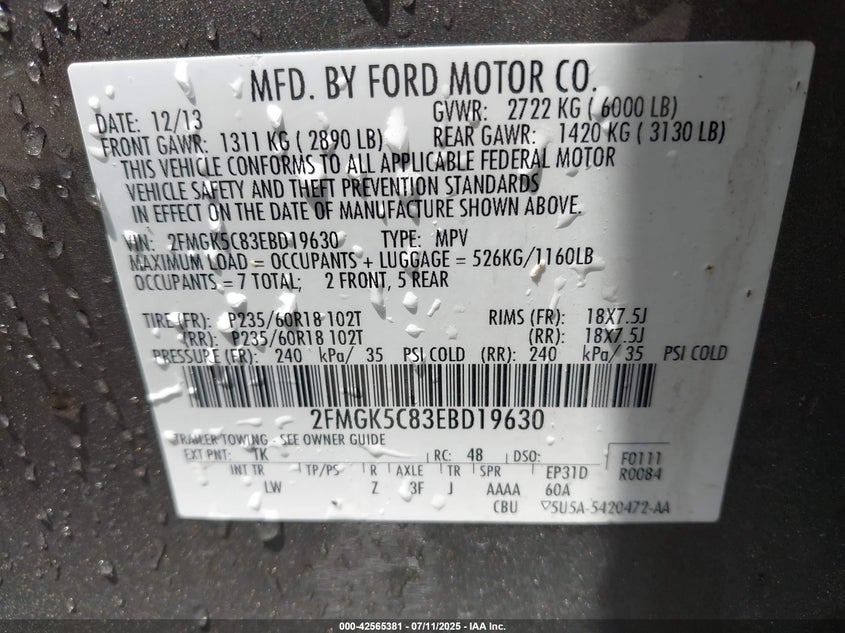 MFD. BY FORD MOTOR CO.
DATE: 12/13 GVWR: 2722 KG ( 6000 LB)
FRONT GAWR: 1311 KG ( 2890 LB) REAR GAWR: 1420 KG ( 3130 LB)
THIS VEHICLE CONFORMS TO ALL APPLICABLE FEDERAL MOTOR
VEHICLE SAFETY AND THEFT PREVENTION STANDARDS
IN EFFECT ON THE DATE OF MANUFACTURE SHOWN ABOVE.
VIN: 2FMGK5C83EBD19630 TYPE: MPV
MAXIMUM LOAD = OCCUPANTS + LUGGAGE = 526KG/1160LB
OCCUPANTS = 7 TOTAL; 2 FRONT, 5 REAR
TIRE (FR): P235/60R18 102T RIMS (FR): 18X7.5J
(RR): P235/60R18 102T (RR): 18X7.5J
PRESSURE (FR): 240 kPa/ 35 PSI COLD (RR): 240 kPa/ 35 PSI COLD
2FMGK5C83EBD19630
TRAILER TOWING - SEE OWNER GUIDE
EXT PNT: TK RC: 48 DSO: F0111
INT TR TP/PS R AXLE TR SPR EP31D R0084
LW Z 3F J AAAA 60A
CBU ▽5U5A-5420472-AA
000-42565381 - 07/11/2025 - IAA Inc.